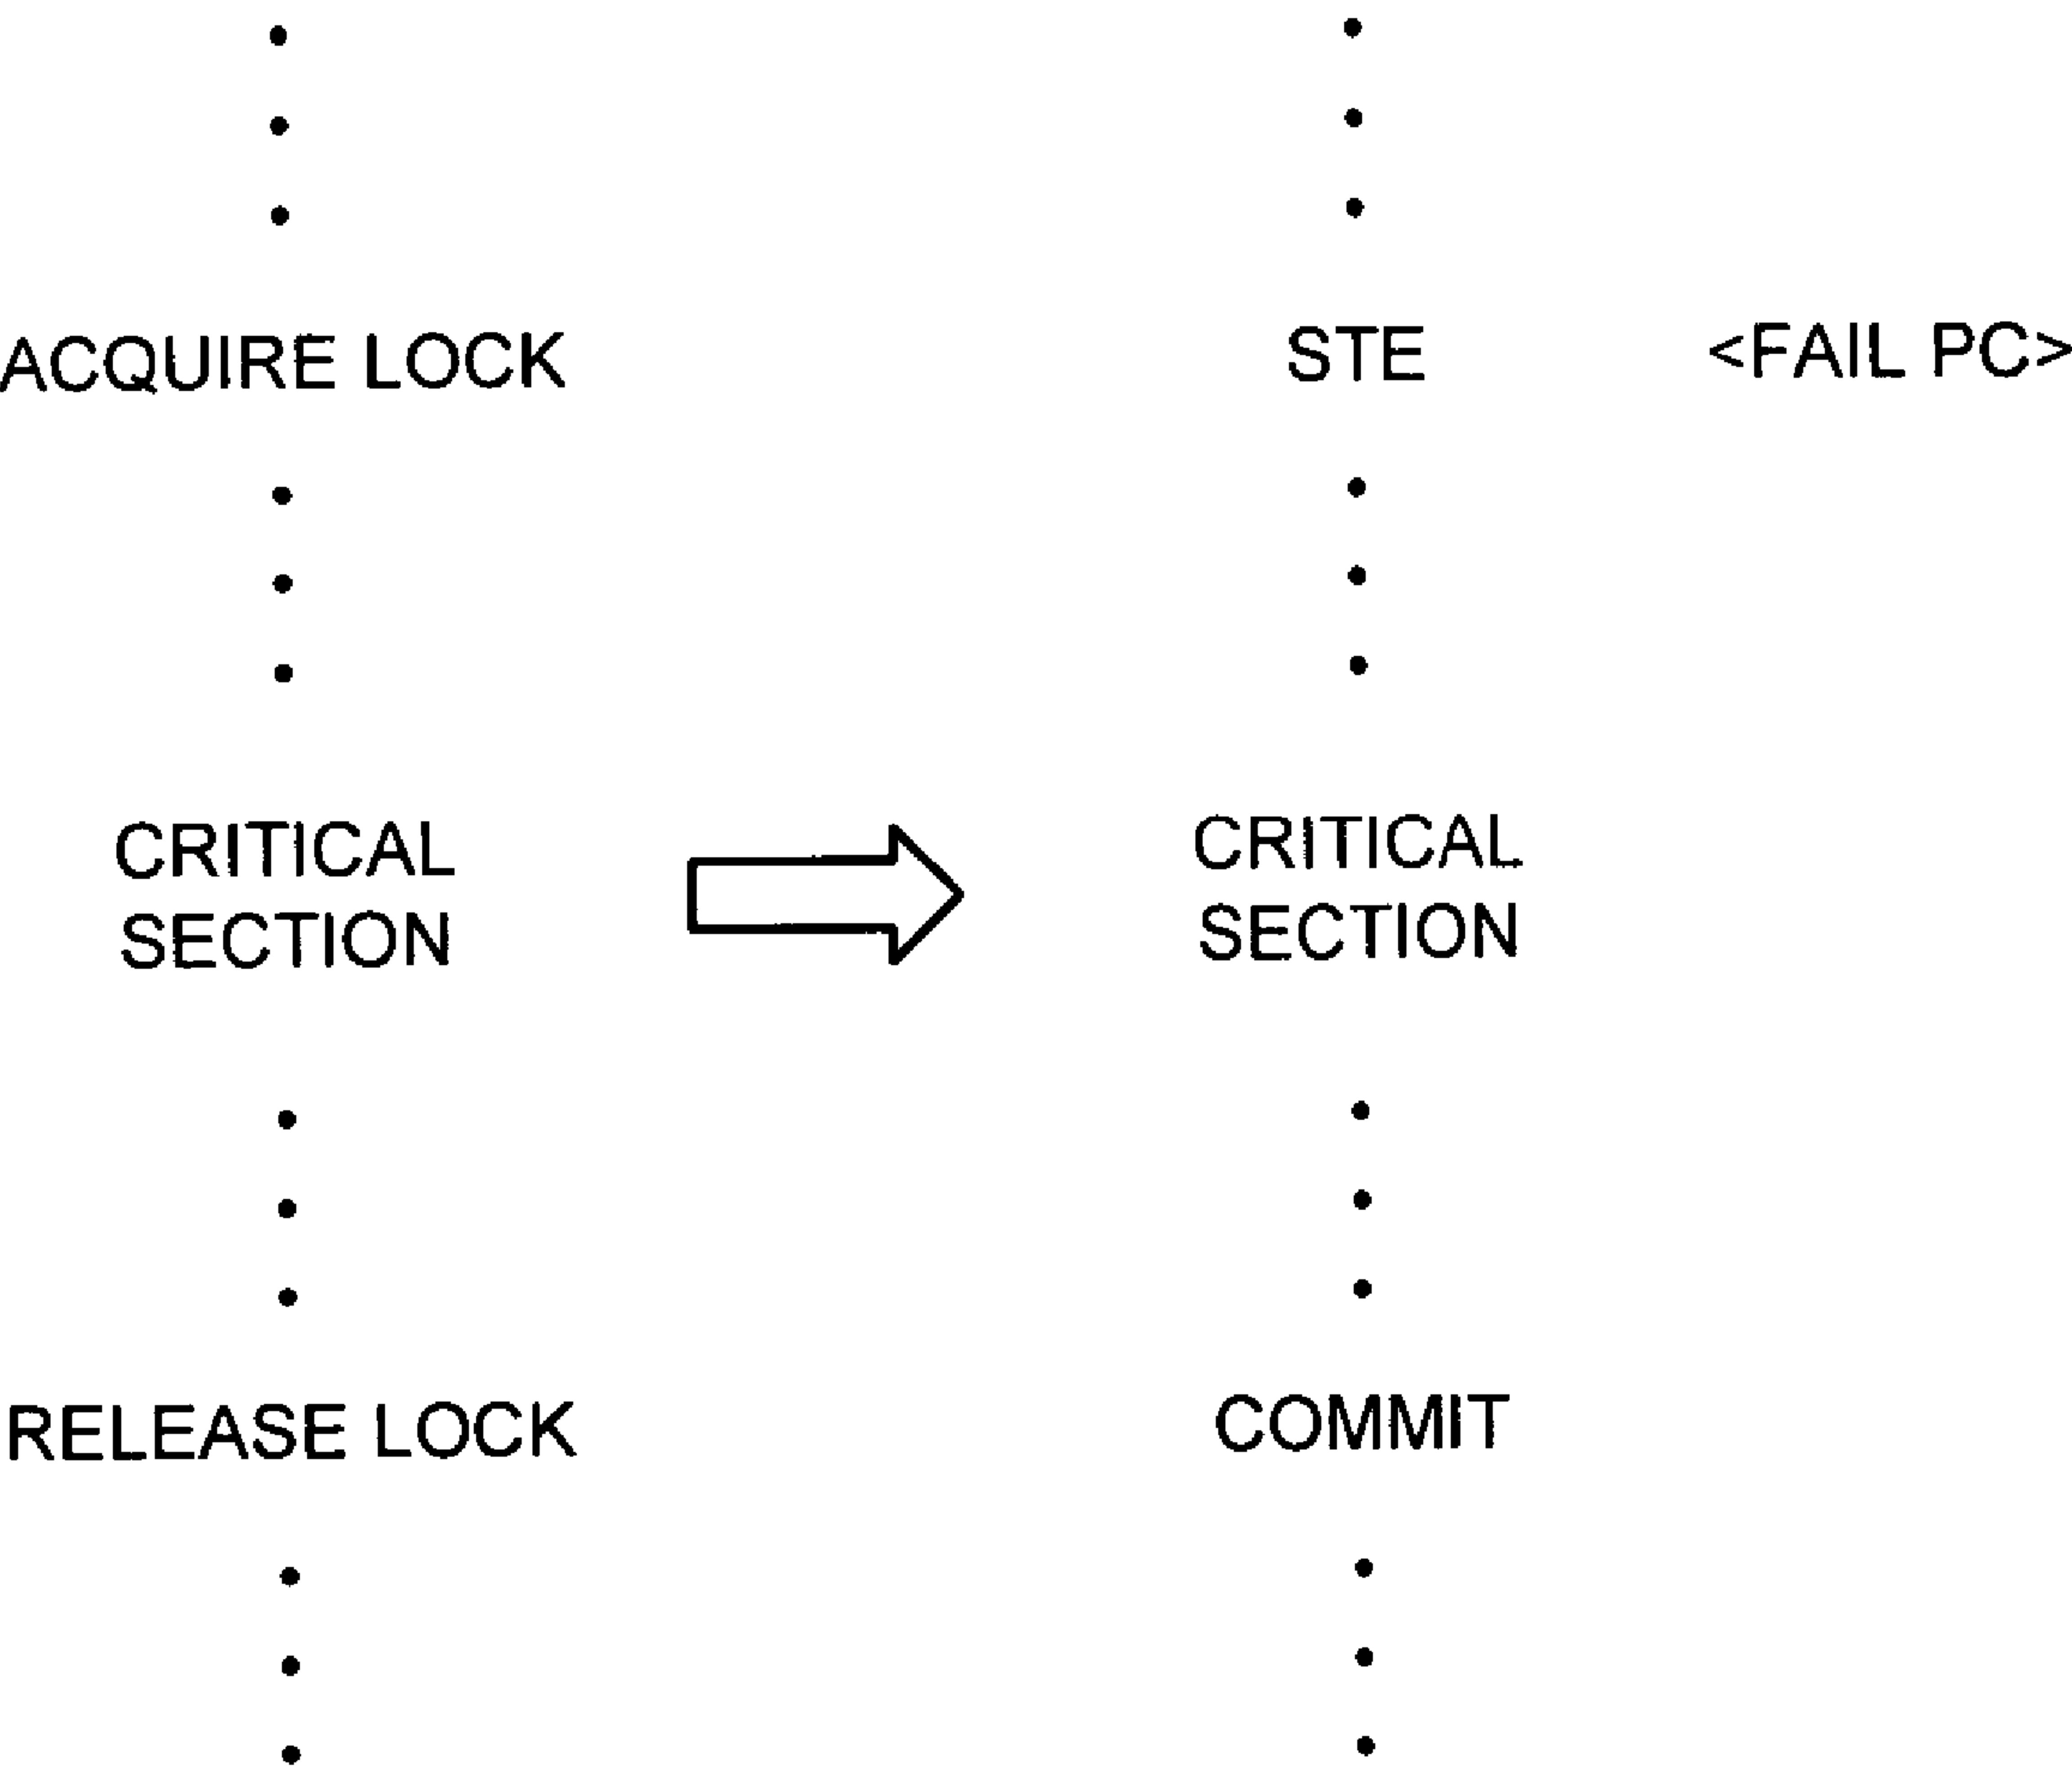 ACQUIRE LOCK
STE <FAIL PC>
CRITICAL
SECTION
CRITICAL
SECTION
RELEASE LOCK
COMMIT